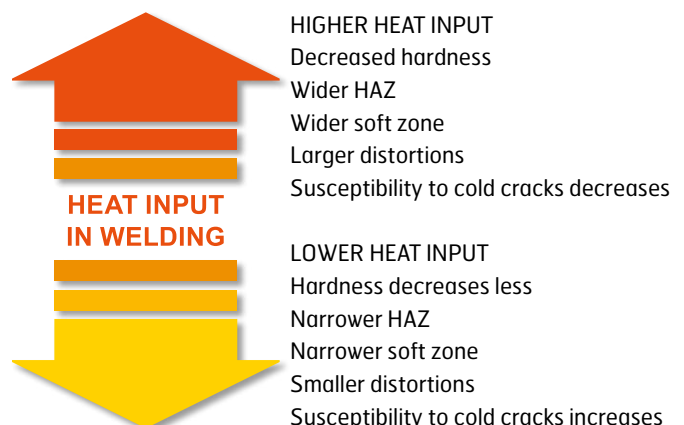 HIGHER HEAT INPUT
Decreased hardness
Wider HAZ
Wider soft zone
Larger distortions
Susceptibility to cold cracks decreases
HEAT INPUT
IN WELDING
LOWER HEAT INPUT
Hardness decreases less
Narrower HAZ
Narrower soft zone
Smaller distortions
Susceptibility to cold cracks increases